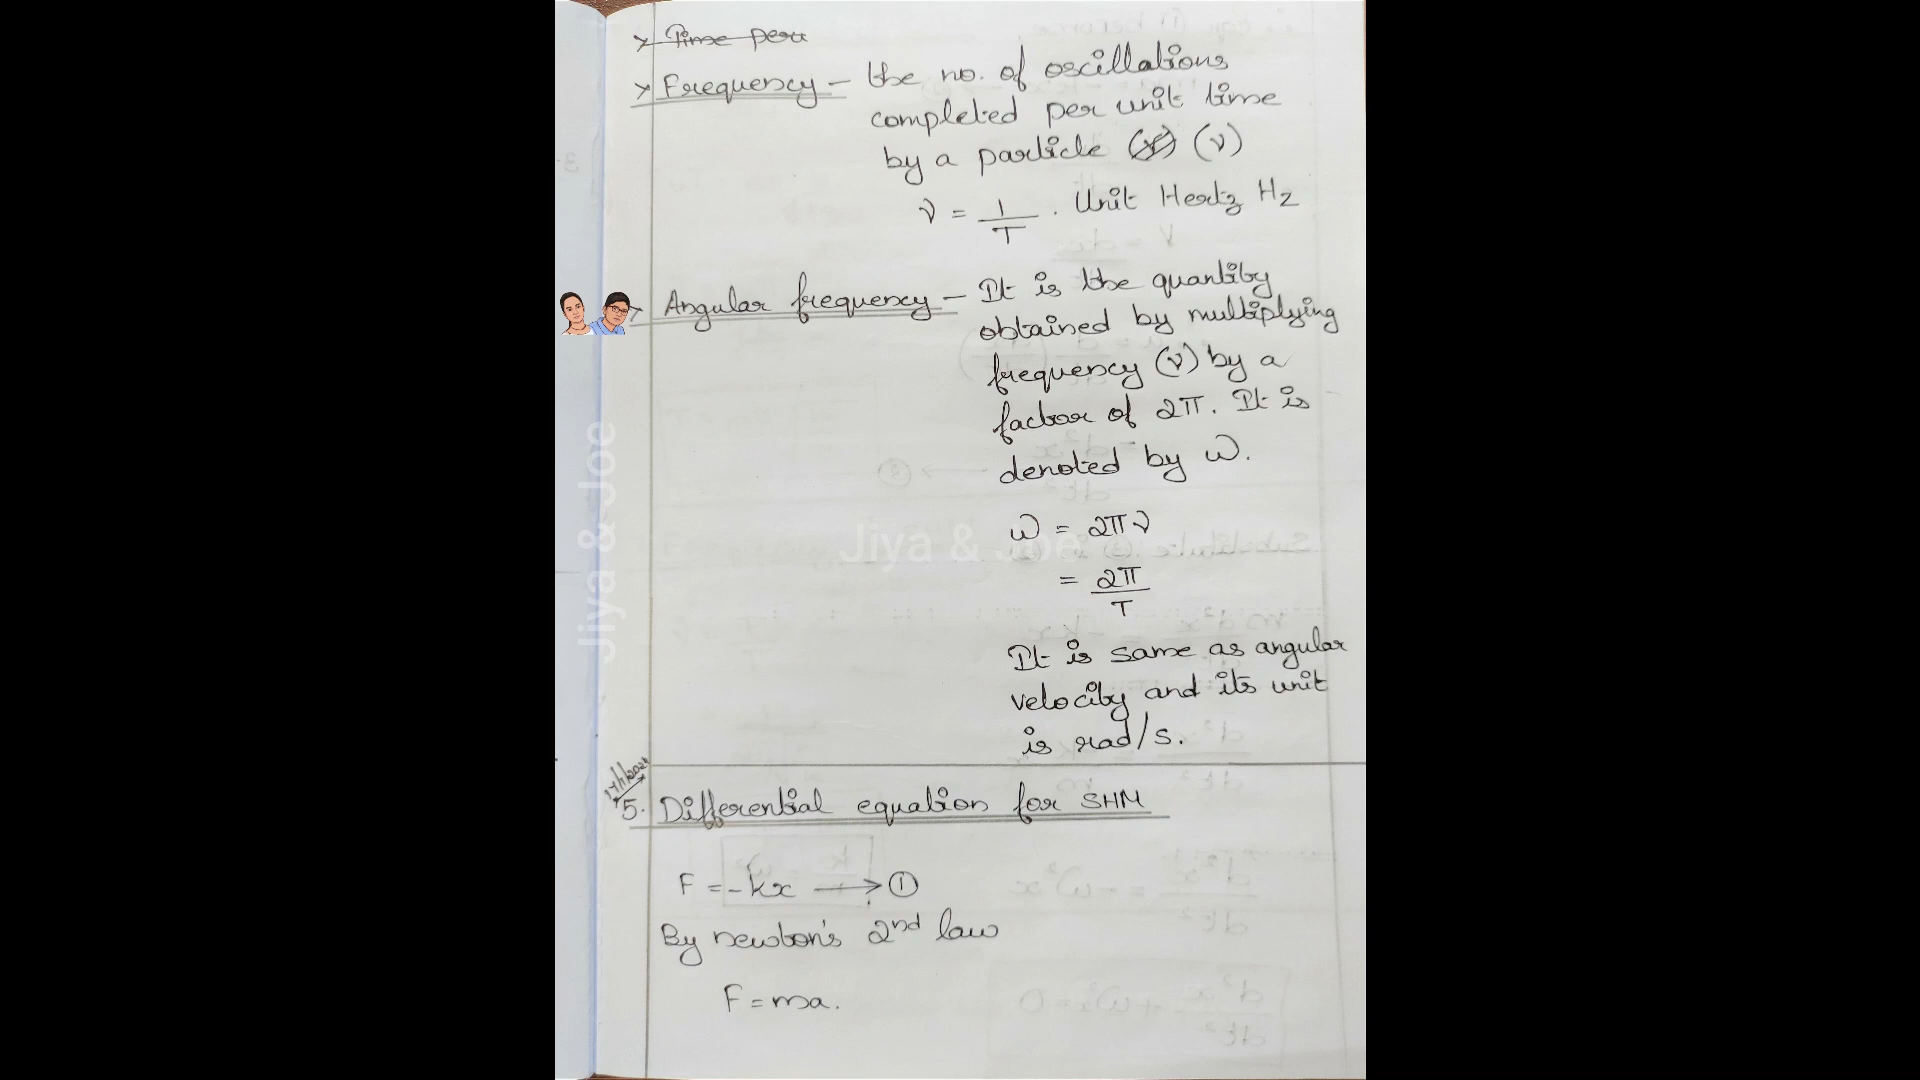 > Time peri
> Frequency – the no. of oscillations
completed per unit time
by a particle (ν)
ν = 1/T . Unit Hertz Hz
> Angular frequency – It is the quantity
obtained by multiplying
frequency (ν) by a
factor of 2π. It is
denoted by ω.
ω = 2πν
= 2π/T
It is same as angular
velocity and its unit
is rad/s.
5. Differential equation for SHM
F = -kx → ①
By newton's 2nd law
F = ma.
Jiya & Joe
Jiya & Joe